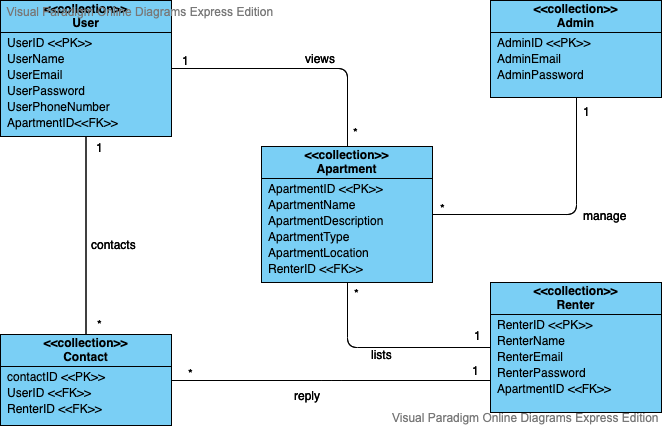 Visual Paradigm Online Diagrams Express Edition
<<collection>>
User
UserID <<PK>>
UserName
UserEmail
UserPassword
UserPhoneNumber
ApartmentID<<FK>>
<<collection>>
Admin
AdminID <<PK>>
AdminEmail
AdminPassword
1
views
*
1
manage
*
<<collection>>
Apartment
ApartmentID <<PK>>
ApartmentName
ApartmentDescription
ApartmentType
ApartmentLocation
RenterID <<FK>>
1
contacts
*
*
lists
1
<<collection>>
Renter
RenterID <<PK>>
RenterName
RenterEmail
RenterPassword
ApartmentID <<FK>>
<<collection>>
Contact
contactID <<PK>>
UserID <<FK>>
RenterID <<FK>>
*
reply
1
Visual Paradigm Online Diagrams Express Edition